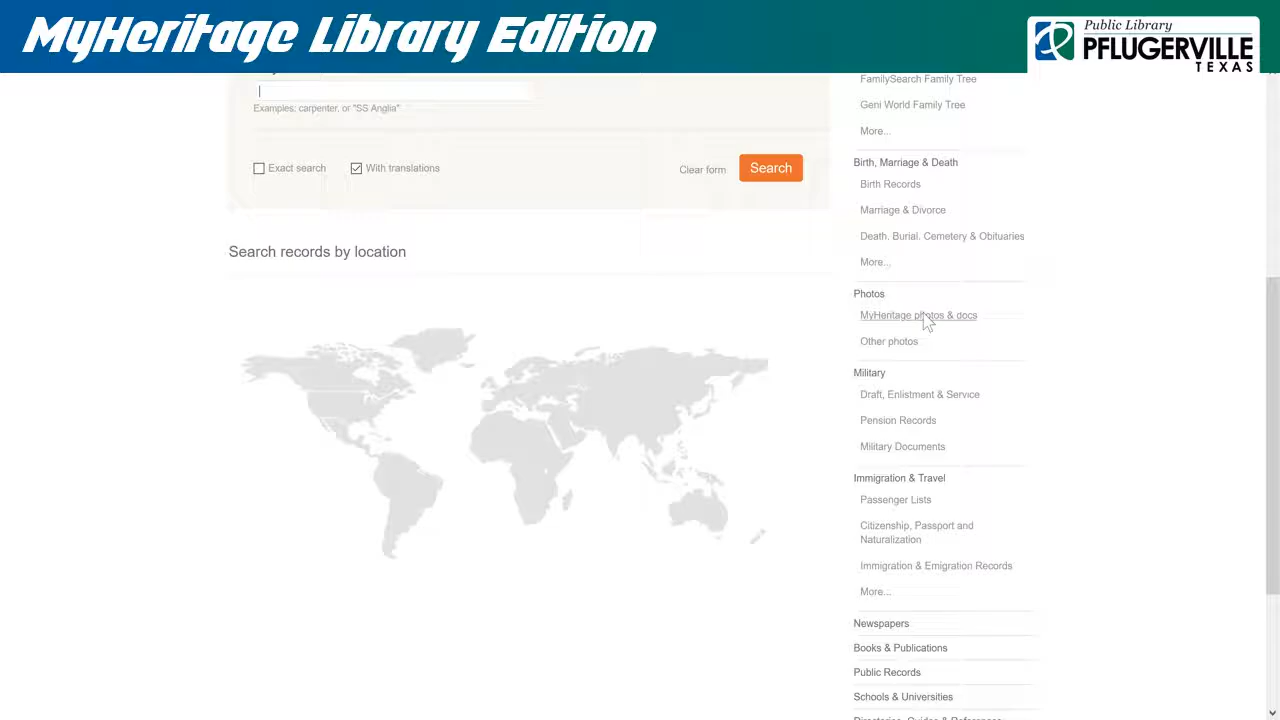 MyHeritage Library Edition
Public Library
PFLUGERVILLE
TEXAS
Examples: carpenter, or "SS Anglia"
Exact search
With translations
Clear form
Search
Search records by location
FamilySearch Family Tree
Geni World Family Tree
More...
Birth, Marriage & Death
Birth Records
Marriage & Divorce
Death, Burial, Cemetery & Obituaries
More...
Photos
MyHeritage photos & docs
Other photos
Military
Draft, Enlistment & Service
Pension Records
Military Documents
Immigration & Travel
Passenger Lists
Citizenship, Passport and
Naturalization
Immigration & Emigration Records
More...
Newspapers
Books & Publications
Public Records
Schools & Universities
Directories, Guides & References